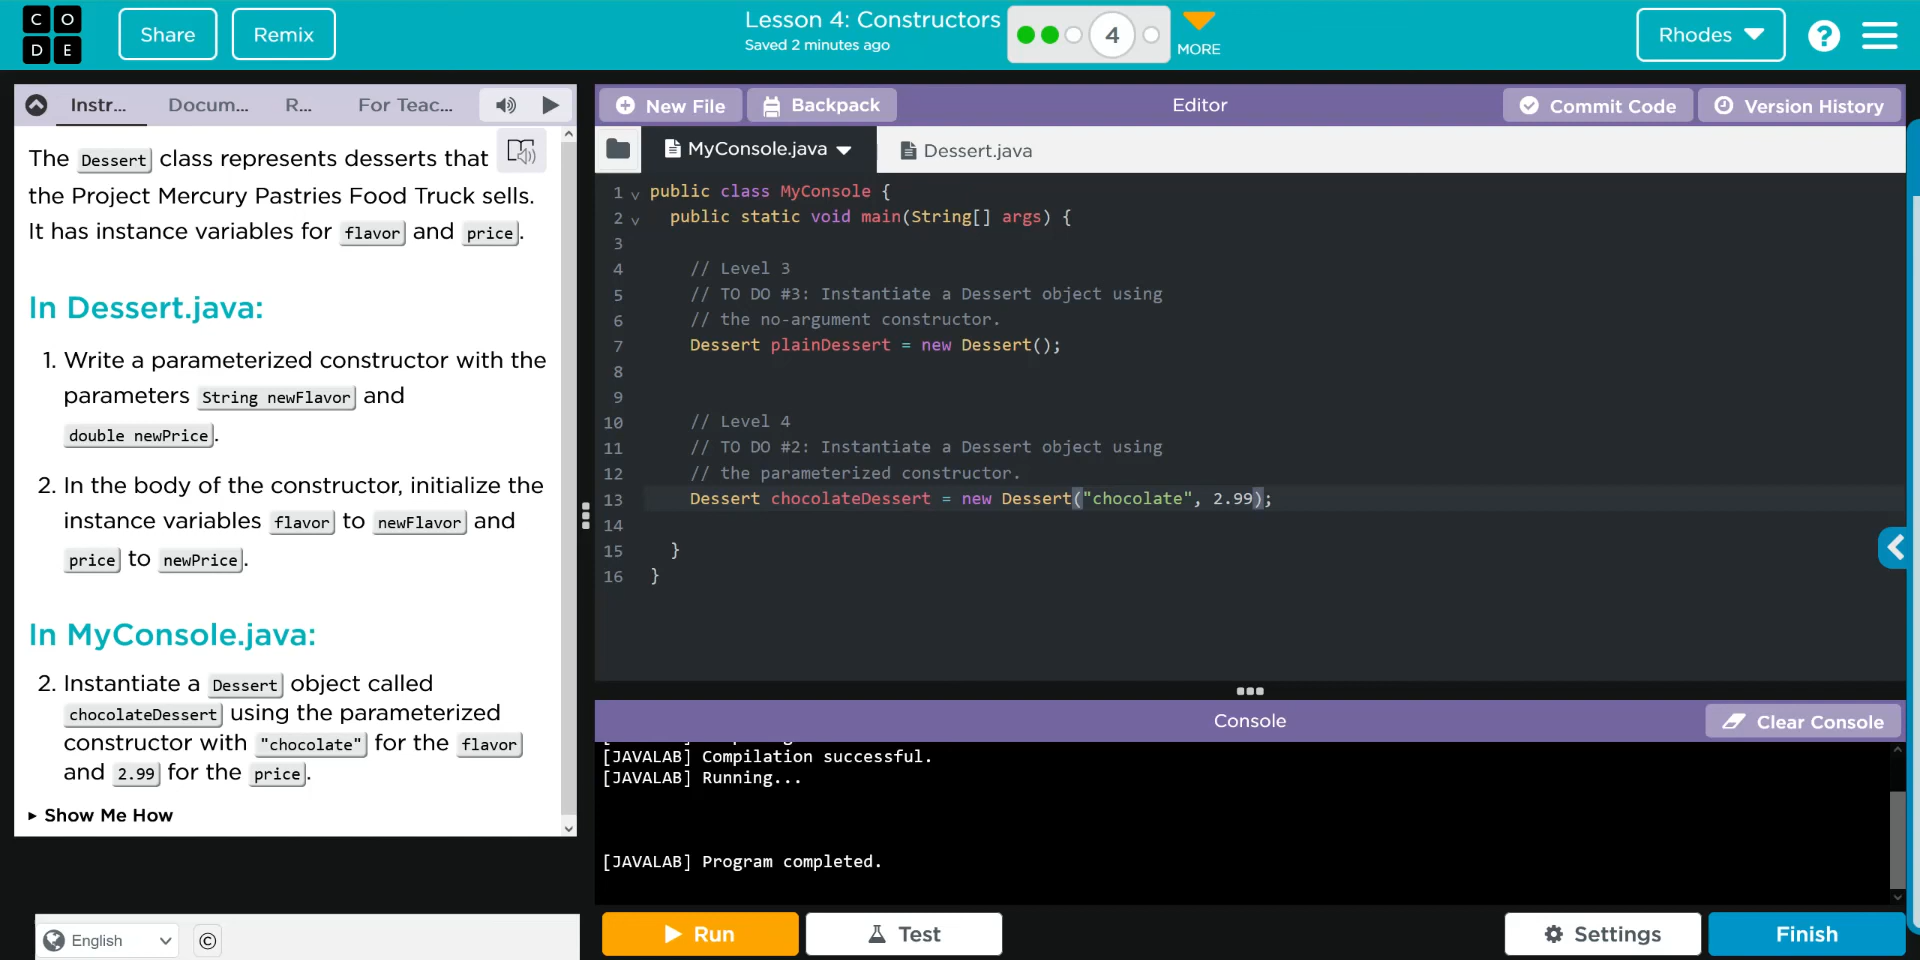 C O
D E
Share
Remix
Lesson 4: Constructors
Saved 2 minutes ago
4
MORE
Rhodes
?
Instr...
Docum...
R...
For Teac...
The Dessert class represents desserts that
the Project Mercury Pastries Food Truck sells.
It has instance variables for flavor and price.
In Dessert.java:
1. Write a parameterized constructor with the
parameters String newFlavor and
double newPrice.
2. In the body of the constructor, initialize the
instance variables flavor to newFlavor and
price to newPrice.
In MyConsole.java:
2. Instantiate a Dessert object called
chocolateDessert using the parameterized
constructor with "chocolate" for the flavor
and 2.99 for the price.
Show Me How
English
©
New File
Backpack
Editor
Commit Code
Version History
MyConsole.java
Dessert.java
1 public class MyConsole {
2 public static void main(String[] args) {
3
4 // Level 3
5 // TO DO #3: Instantiate a Dessert object using
6 // the no-argument constructor.
7 Dessert plainDessert = new Dessert();
8
9
10 // Level 4
11 // TO DO #2: Instantiate a Dessert object using
12 // the parameterized constructor.
13 Dessert chocolateDessert = new Dessert("chocolate", 2.99);
14
15 }
16 }
Console
Clear Console
[JAVALAB] Compilation successful.
[JAVALAB] Running...
[JAVALAB] Program completed.
Run
Test
Settings
Finish